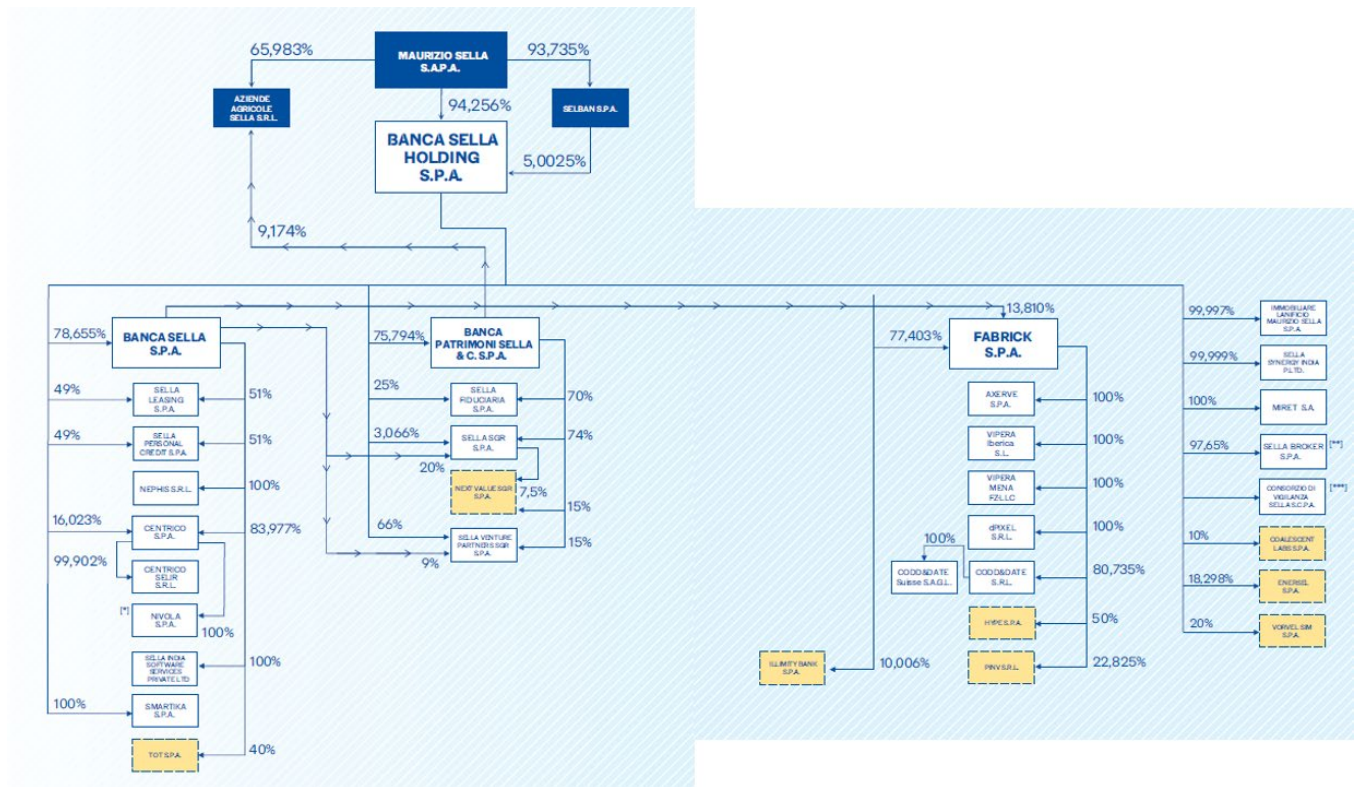 65,983%
MAURIZIO SELLA
S.A.P.A.
93,735%
AZIENDE
AGRICOLE
SELLA S.R.L.
94,256%
SELBAN S.P.A.
BANCA SELLA
HOLDING
S.P.A.
5,0025%
9,174%
78,655%
BANCA SELLA
S.P.A.
49%
SELLA
LEASING
S.P.A.
51%
49%
SELLA
PERSONAL
CREDIT S.P.A.
51%
NEPHIS S.R.L.
100%
16,023%
CENTRICO
S.P.A.
83,977%
99,902%
CENTRICO
SELIR
S.R.L.
[*]
NIVOLA
S.P.A.
100%
SELLA INDIA
SOFTWARE
SERVICES
PRIVATE LTD
100%
100%
SMARTIKA
S.P.A.
TOT S.P.A.
40%
75,794%
BANCA
PATRIMONI SELLA
& C. S.P.A.
25%
SELLA
FIDUCIARIA
S.P.A.
70%
3,066%
SELLA SGR
S.P.A.
74%
20%
NEXT VALUE SGR
S.P.A.
7,5%
15%
66%
SELLA VENTURE
PARTNERS SGR
S.P.A.
15%
9%
13,810%
77,403%
FABRICK
S.P.A.
AXERVE
S.P.A.
100%
VIPERA
Iberica
S.L.
100%
VIPERA
MENA
FZ-LLC
100%
dPIXEL
S.R.L.
100%
100%
CODD&DATE
Suisse S.A.G.L.
CODD&DATE
S.R.L.
80,735%
HYPE S.P.A.
50%
ILLIMITY BANK
S.P.A.
10,006%
PINV S.R.L.
22,825%
99,997%
IMMOBILIARE
LANIFICIO
MAURIZIO SELLA
S.P.A.
99,999%
SELLA
SYNERGY INDIA
P.LTD.
100%
MIRET S.A.
97,65%
SELLA BROKER
S.P.A.
[**]
CONSORZIO DI
VIGILANZA
SELLA S.C.P.A.
[***]
10%
COALESCENT
LABS S.P.A.
18,298%
ENERSEL
S.P.A.
20%
VORVEL SIM
S.P.A.